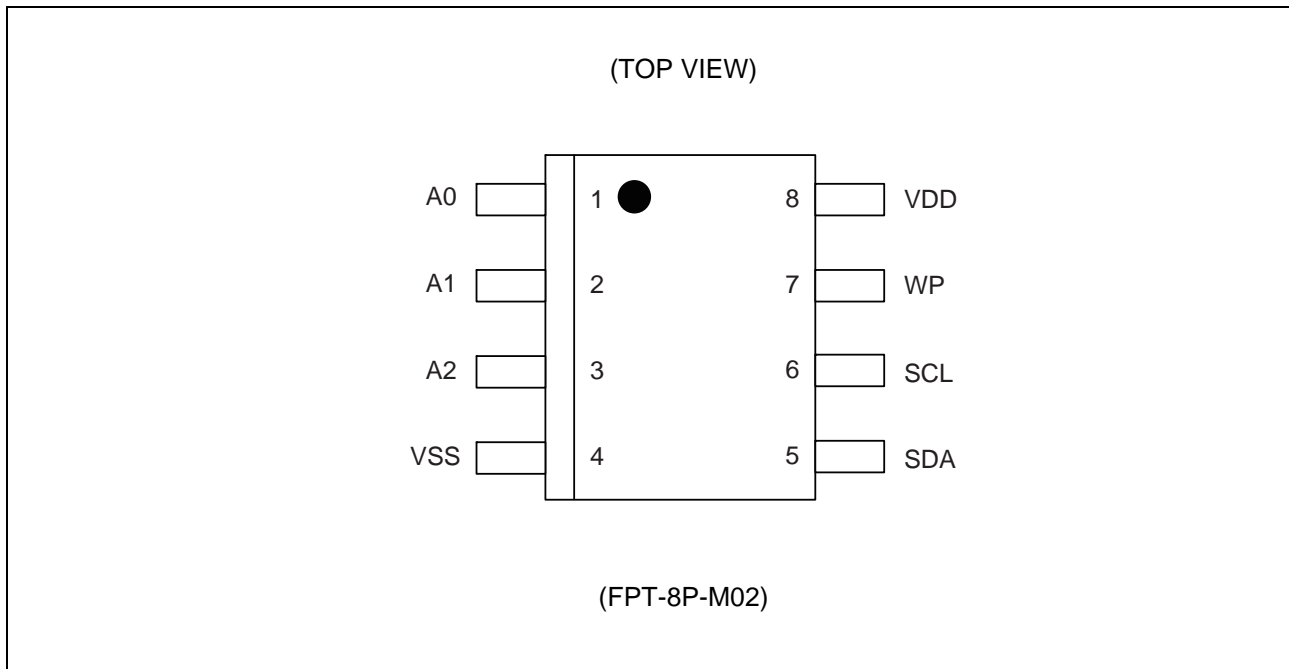 (TOP VIEW)
A0 1 8 VDD
A1 2 7 WP
A2 3 6 SCL
VSS 4 5 SDA
(FPT-8P-M02)